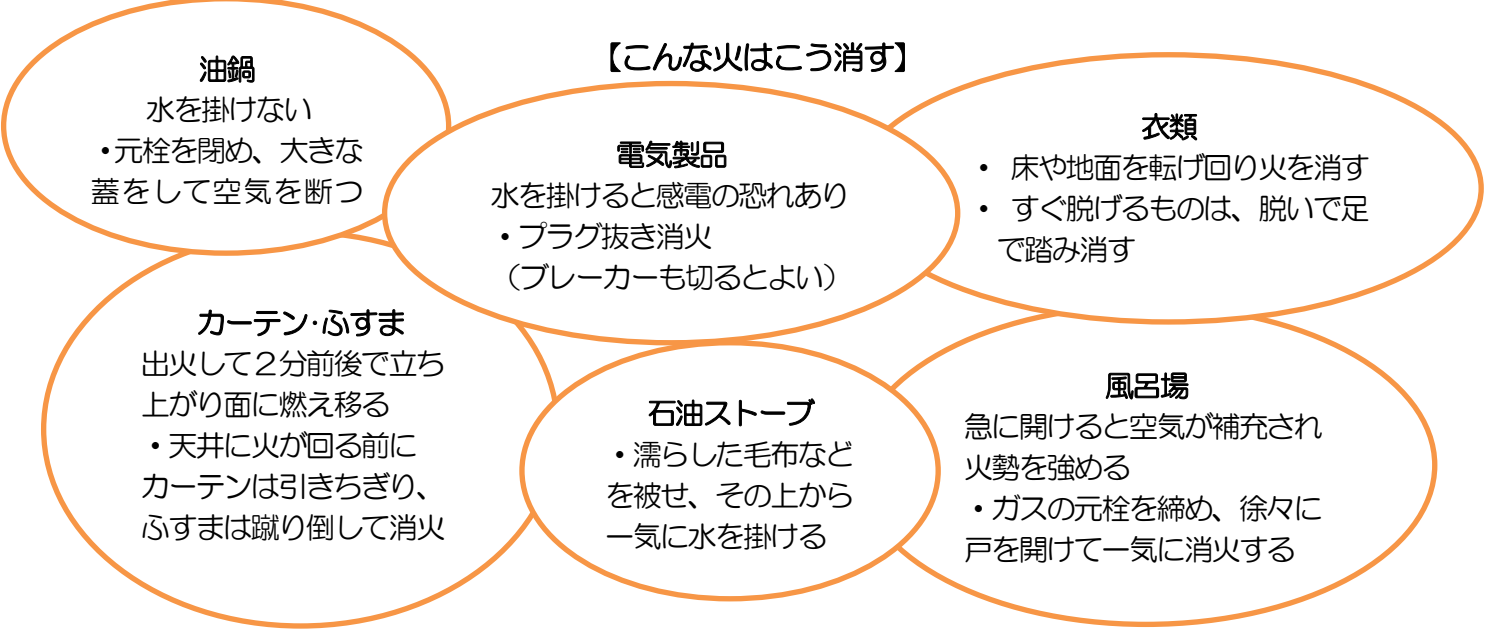 【こんな火はこう消す】
油鍋
水を掛けない
・元栓を閉め、大きな
蓋をして空気を断つ
電気製品
水を掛けると感電の恐れあり
・プラグ抜き消火
（ブレーカーも切るとよい）
衣類
・ 床や地面を転げ回り火を消す
・ すぐ脱げるものは、脱いで足
で踏み消す
カーテン・ふすま
出火して２分前後で立ち
上がり面に燃え移る
・天井に火が回る前に
カーテンは引きちぎり、
ふすまは蹴り倒して消火
石油ストーブ
・濡らした毛布など
を被せ、その上から
一気に水を掛ける
風呂場
急に開けると空気が補充され
火勢を強める
・ガスの元栓を締め、徐々に
戸を開けて一気に消火する